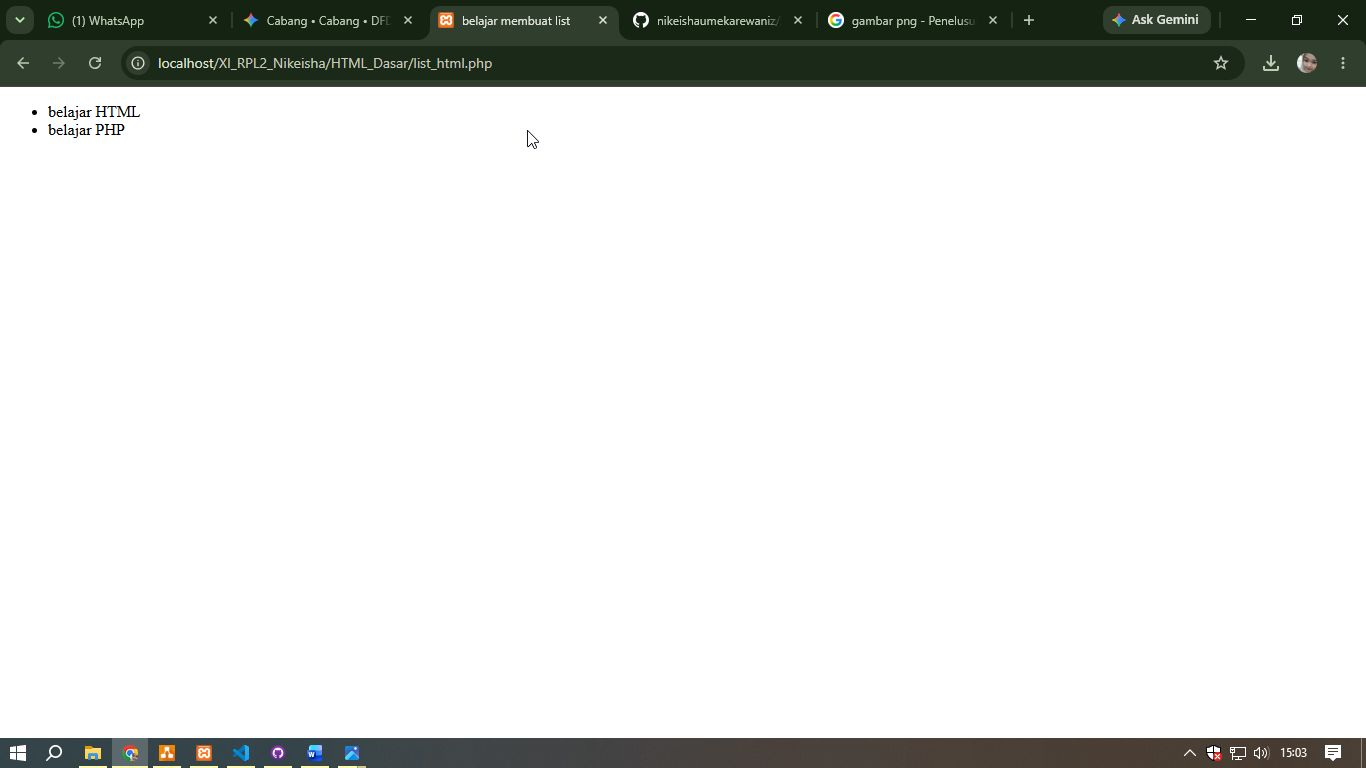 (1) WhatsApp
Cabang • Cabang • DFD
belajar membuat list
nikeishaumekarewaniz/
gambar png - Penelusu
Ask Gemini
localhost/XI_RPL2_Nikeisha/HTML_Dasar/list_html.php
• belajar HTML
• belajar PHP
15:03